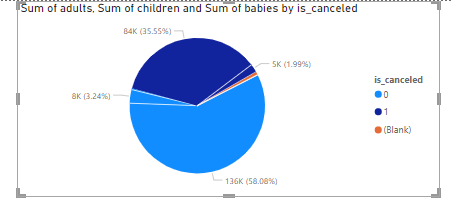 Sum of adults, Sum of children and Sum of babies by is_canceled
84K (35.55%)
5K (1.99%)
8K (3.24%)
136K (58.08%)
is_canceled
0
1
(Blank)